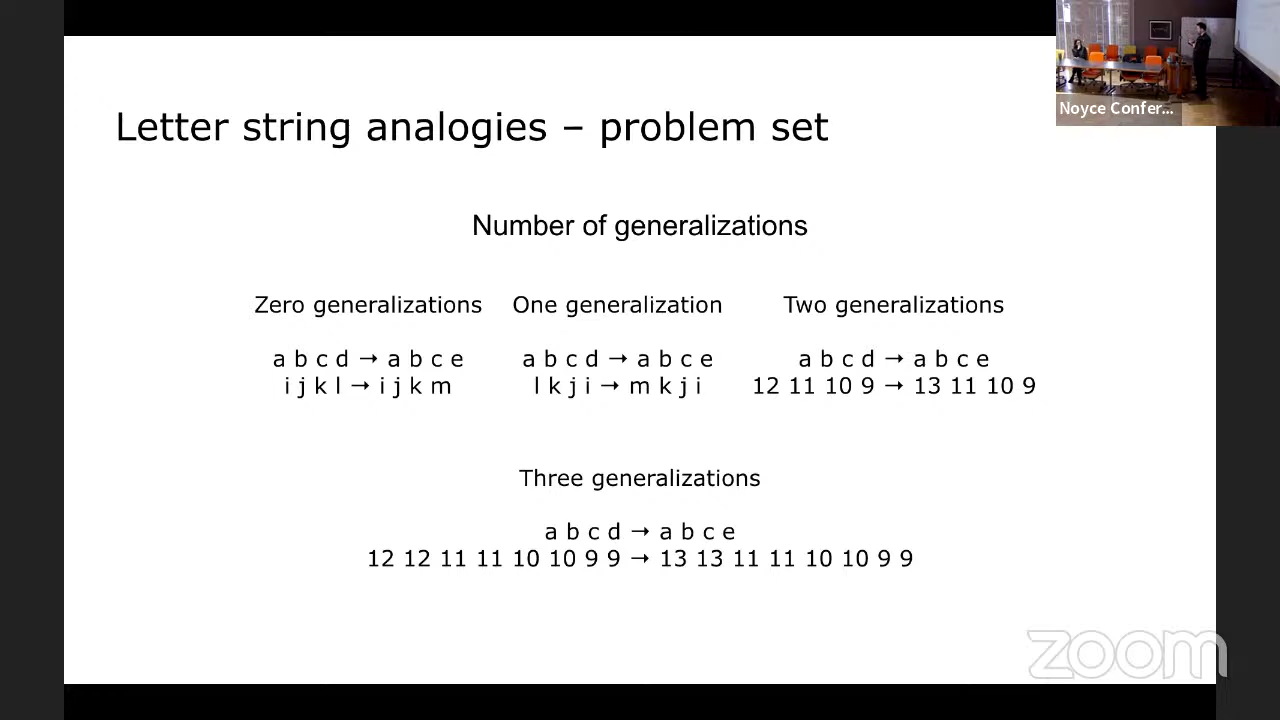 Noyce Confer...
Letter string analogies – problem set
Number of generalizations
Zero generalizations
a b c d → a b c e
i j k l → i j k m
One generalization
a b c d → a b c e
l k j i → m k j i
Two generalizations
a b c d → a b c e
12 11 10 9 → 13 11 10 9
Three generalizations
a b c d → a b c e
12 12 11 11 10 10 9 9 → 13 13 11 11 10 10 9 9
zoom